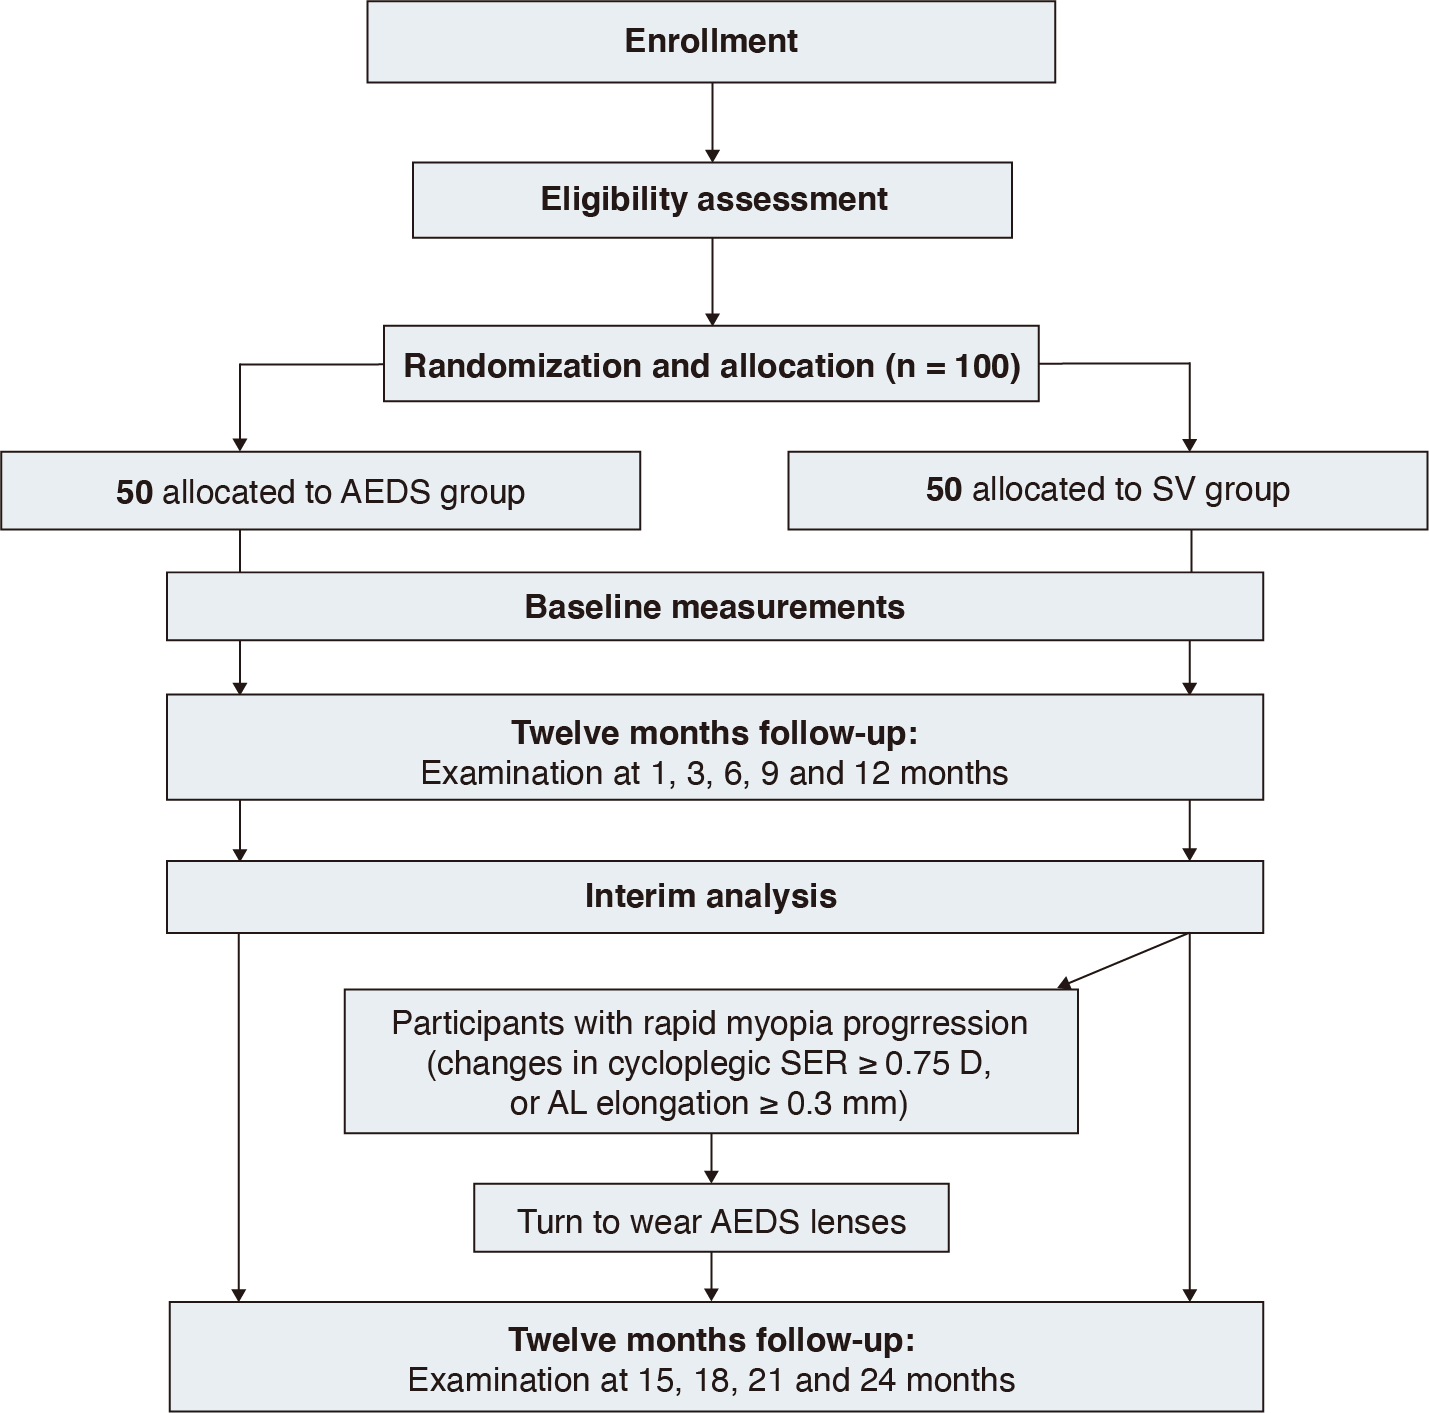 Enrollment
Eligibility assessment
Randomization and allocation (n = 100)
50 allocated to AEDS group
50 allocated to SV group
Baseline measurements
Twelve months follow-up:
Examination at 1, 3, 6, 9 and 12 months
Interim analysis
Participants with rapid myopia progrression
(changes in cycloplegic SER ≥ 0.75 D,
or AL elongation ≥ 0.3 mm)
Turn to wear AEDS lenses
Twelve months follow-up:
Examination at 15, 18, 21 and 24 months